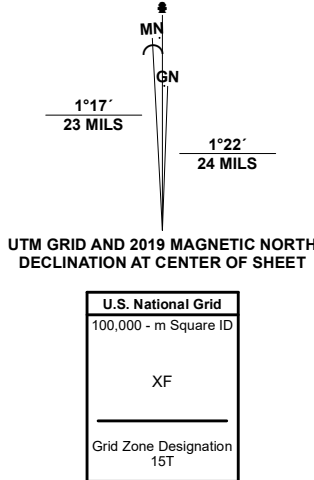 MN
GN
1°17´
23 MILS
1°22´
24 MILS
UTM GRID AND 2019 MAGNETIC NORTH
DECLINATION AT CENTER OF SHEET
U.S. National Grid
100,000 - m Square ID
XF
Grid Zone Designation
15T